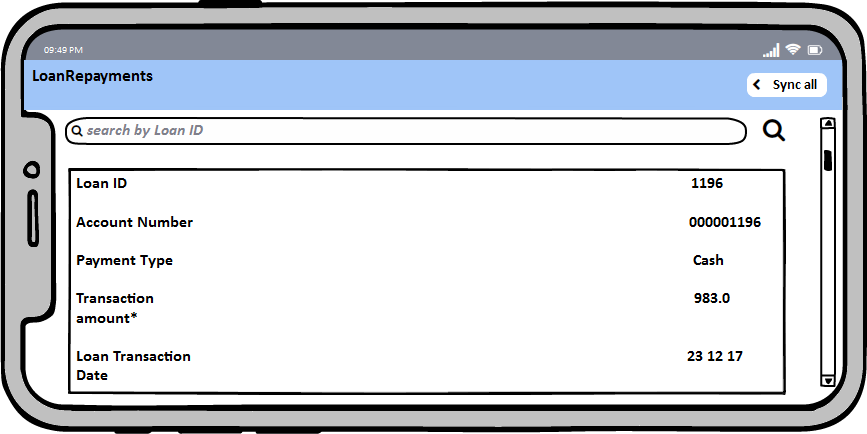 09:49 PM
LoanRepayments
Sync all
search by Loan ID
Loan ID 1196
Account Number 000001196
Payment Type Cash
Transaction amount* 983.0
Loan Transaction Date 23 12 17